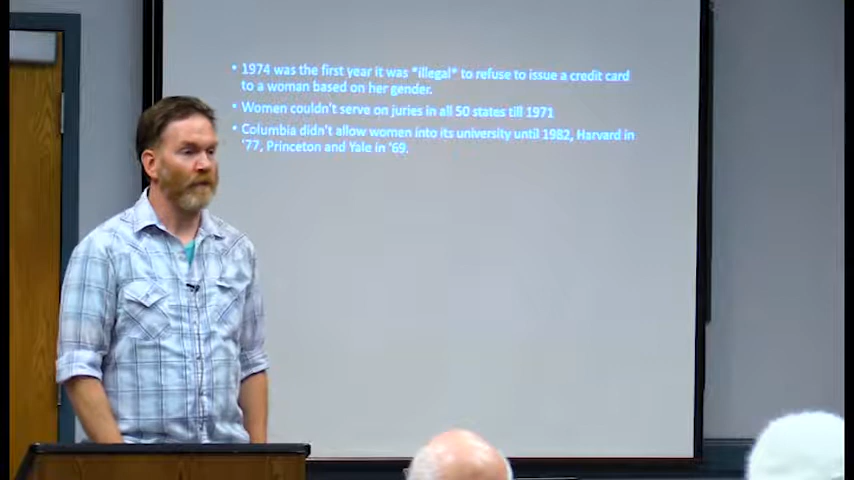 • 1974 was the first year it was *illegal* to refuse to issue a credit card
to a woman based on her gender.
• Women couldn't serve on juries in all 50 states till 1971
• Columbia didn't allow women into its university until 1982, Harvard in
'77, Princeton and Yale in '69.